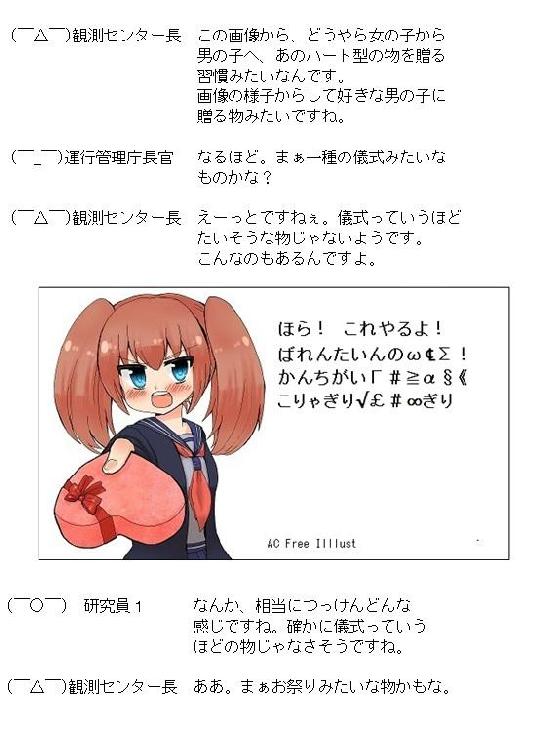 (￣△￣)観測センター長　この画像から、どうやら女の子から
男の子へ、あのハート型の物を贈る
習慣みたいなんです。
画像の様子からして好きな男の子に
贈る物みたいですね。
(￣_￣)運行管理庁長官　なるほど。まぁ一種の儀式みたいな
ものかな？
(￣△￣)観測センター長　えーっとですねぇ。儀式っていうほど
たいそうな物じゃないようです。
こんなのもあるんですよ。
ほら！　これやるよ！
ばれんたいんのω￠Σ！
かんちがいΓ＃≧α§《
こりゃぎり√￡＃∞ぎり
AC Free Illlust
(￣○￣)　研究員１　なんか、相当につっけんどんな
感じですね。確かに儀式っていう
ほどの物じゃなさそうですね。
(￣△￣)観測センター長　ああ。まぁお祭りみたいな物かもな。